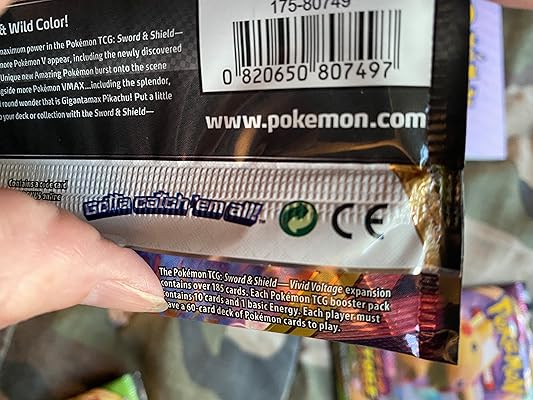 & Wild Color!
maximum power in the Pokémon TCG: Sword & Shield—
more Pokémon V appear, including the newly discovered
Unique new Amazing Pokémon burst onto the scene
alongside more Pokémon VMAX...including the splendor,
round wonder that is Gigantamax Pikachu! Put a little
your deck or collection with the Sword & Shield—
175-80749
0 820650 807497
www.pokemon.com
Contains a code card
Gotta catch 'em all!™
CE
The Pokémon TCG: Sword & Shield—Vivid Voltage expansion
contains over 185 cards. Each Pokémon TCG booster pack
contains 10 cards and 1 basic Energy. Each player must
have a 60-card deck of Pokémon cards to play.